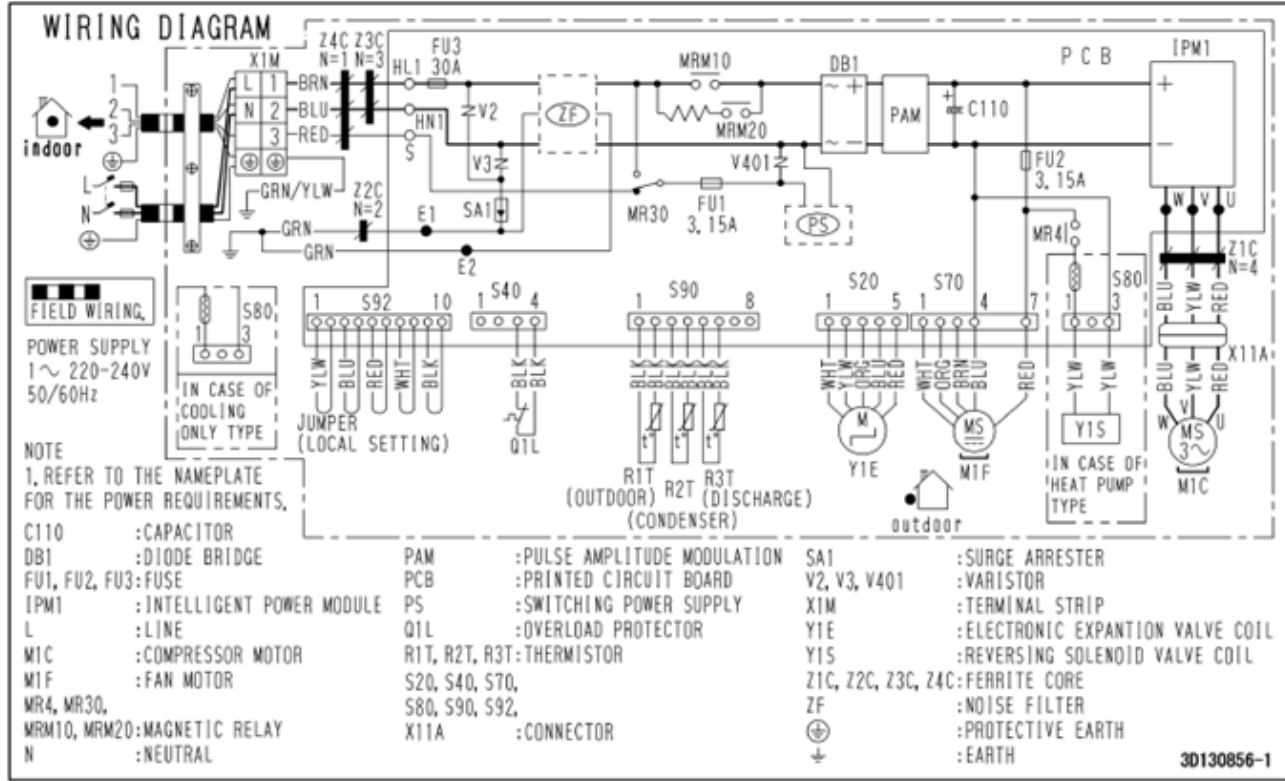 WIRING DIAGRAM
indoor
1
2
3
L
N
X1M
L 1
N 2
3
BRN
BLU
RED
GRN/YLW
GRN
GRN
Z4C
N=1
Z3C
N=3
Z2C
N=2
HL1
HN1
S
FU3
30A
V2
V3
SA1
E1
E2
ZF
MRM10
MRM20
MR30
FU1
3.15A
V401
PS
DB1
~ +
~ −
PAM
C110
+
FU2
3.15A
PCB
IPM1
+
−
W V U
Z1C
N=4
MR4
FIELD WIRING.
POWER SUPPLY
1~ 220-240V
50/60Hz
S80
1 3
IN CASE OF
COOLING
ONLY TYPE
1 S92 10
YLW BLU RED WHT BLK
JUMPER
(LOCAL SETTING)
1 S40 4
BLK BLK
Q1L
1 S90 8
BLK BLK BLK BLK BLK BLK
t° t° t°
R1T
(OUTDOOR)
R2T
(CONDENSER)
R3T
(DISCHARGE)
1 S20 5
WHT YLW ORG BLU RED
M
Y1E
1 S70 4 7
WHT ORG BRN BLU RED
MS
M1F
outdoor
S80
1 3
YLW YLW
Y1S
IN CASE OF
HEAT PUMP
TYPE
BLU YLW RED
X11A
BLU YLW RED
W V U
MS
3~
M1C
NOTE
1. REFER TO THE NAMEPLATE
FOR THE POWER REQUIREMENTS.
C110 :CAPACITOR
DB1 :DIODE BRIDGE
FU1, FU2, FU3:FUSE
IPM1 :INTELLIGENT POWER MODULE
L :LINE
M1C :COMPRESSOR MOTOR
M1F :FAN MOTOR
MR4, MR30,
MRM10, MRM20:MAGNETIC RELAY
N :NEUTRAL
PAM :PULSE AMPLITUDE MODULATION
PCB :PRINTED CIRCUIT BOARD
PS :SWITCHING POWER SUPPLY
Q1L :OVERLOAD PROTECTOR
R1T, R2T, R3T:THERMISTOR
S20, S40, S70,
S80, S90, S92,
X11A :CONNECTOR
SA1 :SURGE ARRESTER
V2, V3, V401 :VARISTOR
X1M :TERMINAL STRIP
Y1E :ELECTRONIC EXPANTION VALVE COIL
Y1S :REVERSING SOLENOID VALVE COIL
Z1C, Z2C, Z3C, Z4C:FERRITE CORE
ZF :NOISE FILTER
:PROTECTIVE EARTH
:EARTH
3D130856-1